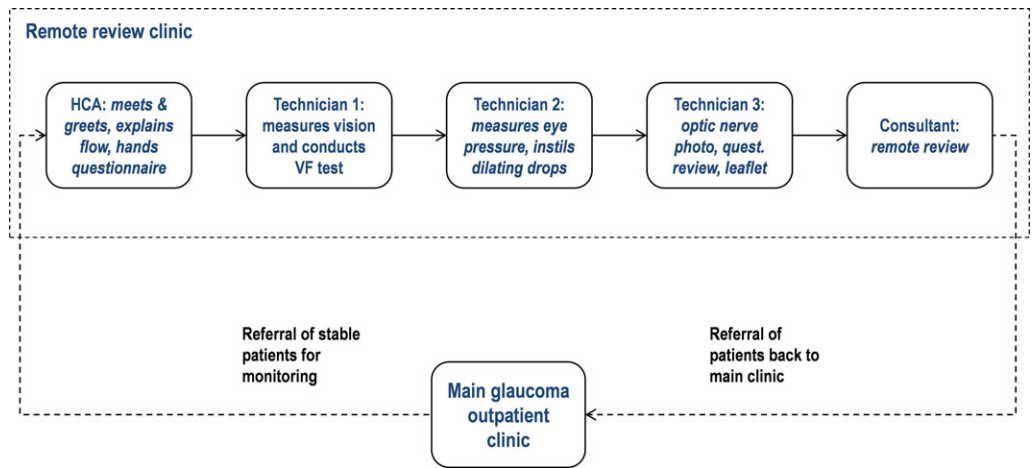 Remote review clinic
HCA: meets &
greets, explains
flow, hands
questionnaire
Technician 1:
measures vision
and conducts
VF test
Technician 2:
measures eye
pressure, instils
dilating drops
Technician 3:
optic nerve
photo, quest.
review, leaflet
Consultant:
remote review
Referral of stable
patients for
monitoring
Referral of
patients back to
main clinic
Main glaucoma
outpatient
clinic